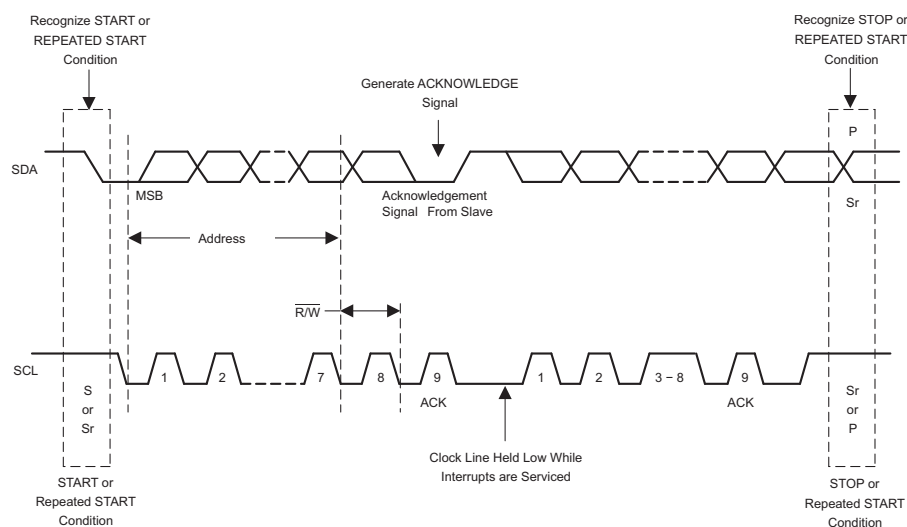 Recognize START or
REPEATED START
Condition
Recognize STOP or
REPEATED START
Condition
Generate ACKNOWLEDGE
Signal
P
SDA
MSB
Acknowledgement
Signal From Slave
Sr
Address
R/W
SCL
S
or
Sr
1
2
7
8
9
1
2
3 – 8
9
ACK
ACK
Sr
or
P
Clock Line Held Low While
Interrupts are Serviced
START or
Repeated START
Condition
STOP or
Repeated START
Condition